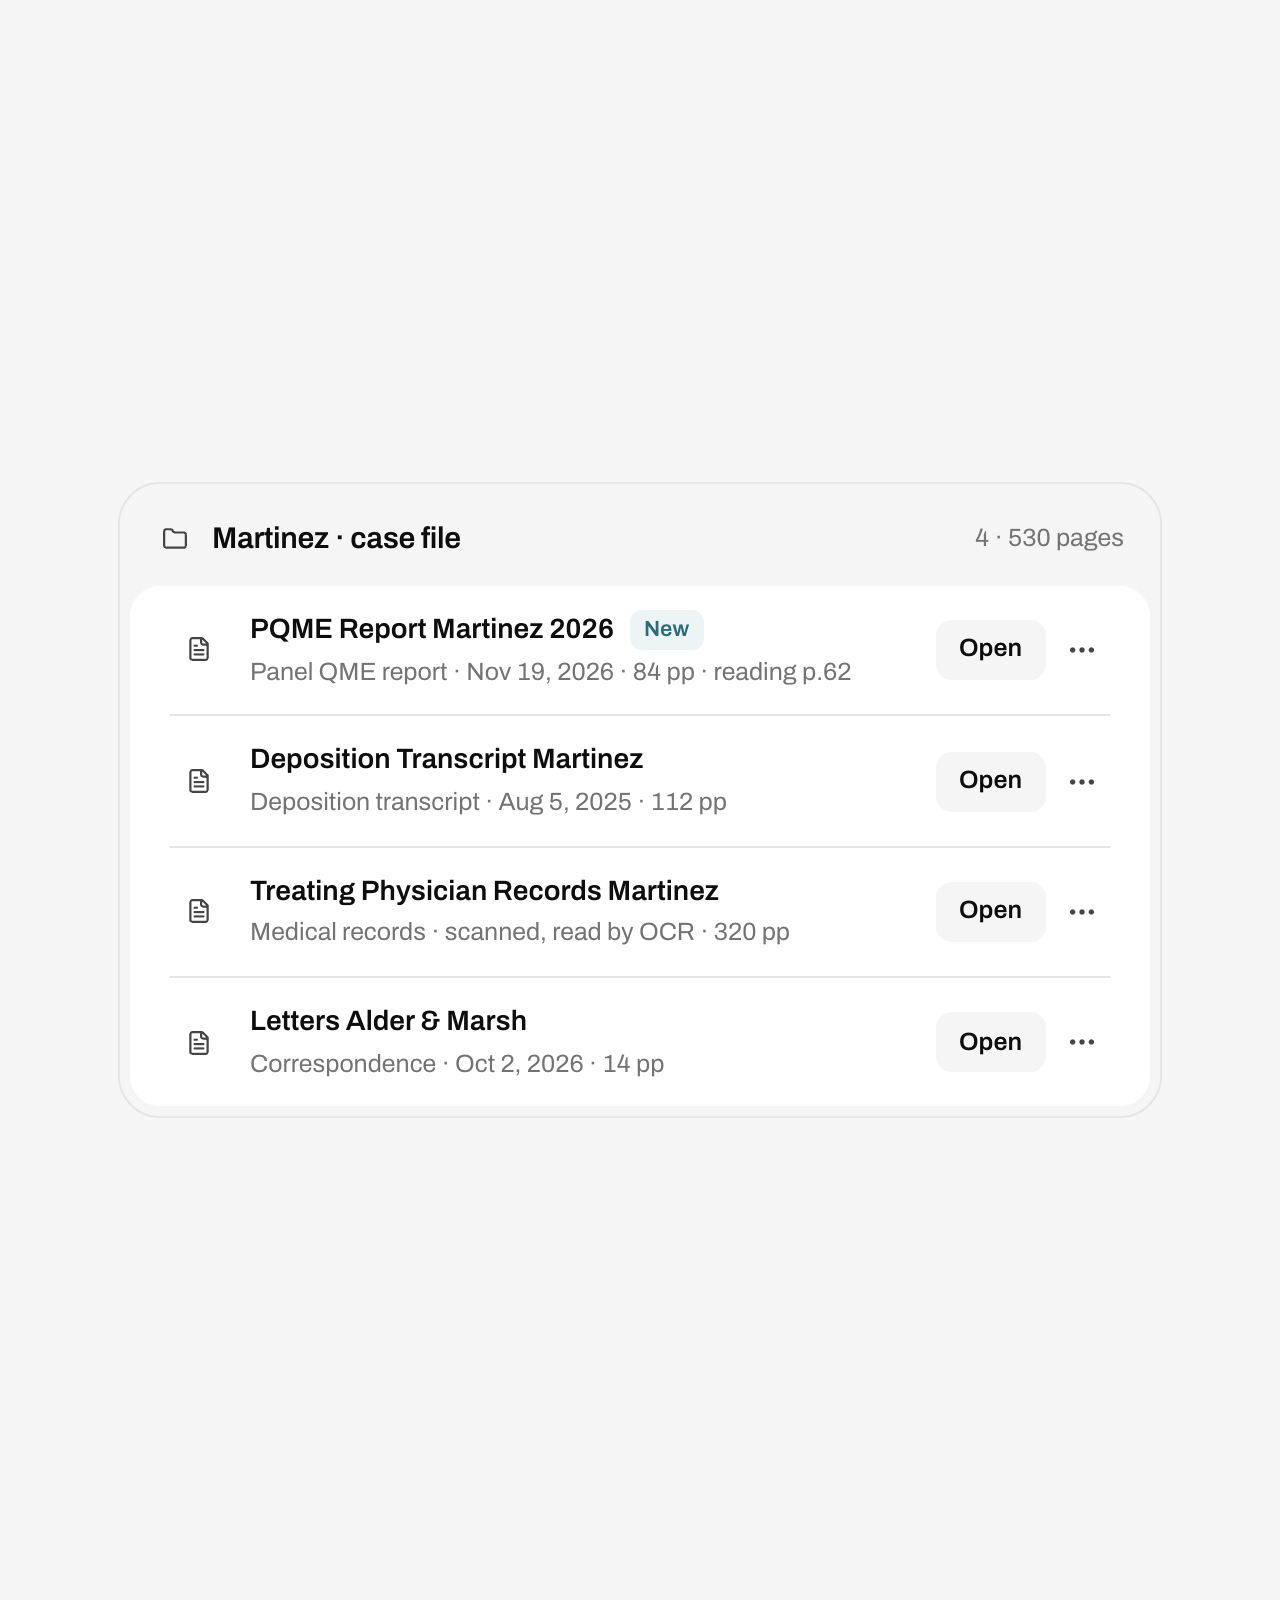 Martinez · case file
4 · 530 pages
PQME Report Martinez 2026
New
Panel QME report · Nov 19, 2026 · 84 pp · reading p.62
Open
Deposition Transcript Martinez
Deposition transcript · Aug 5, 2025 · 112 pp
Open
Treating Physician Records Martinez
Medical records · scanned, read by OCR · 320 pp
Open
Letters Alder & Marsh
Correspondence · Oct 2, 2026 · 14 pp
Open